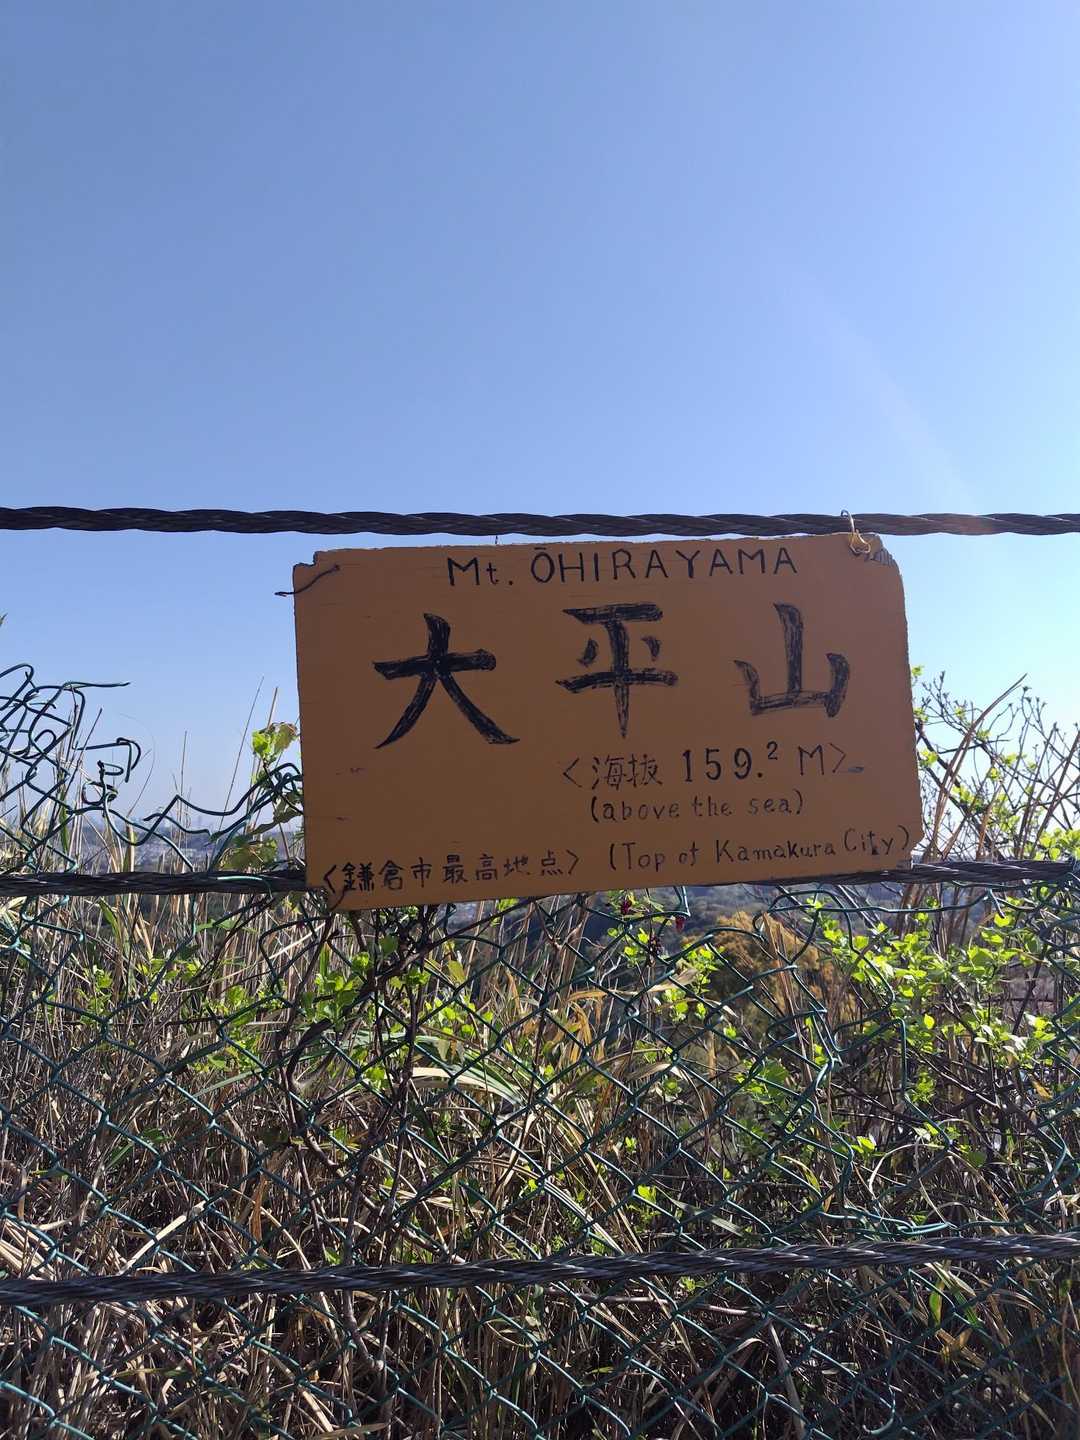 Mt. ŌHIRAYAMA
大平山
<海抜 159.2 M>
(above the sea)
<鎌倉市最高地点> (Top of Kamakura City)